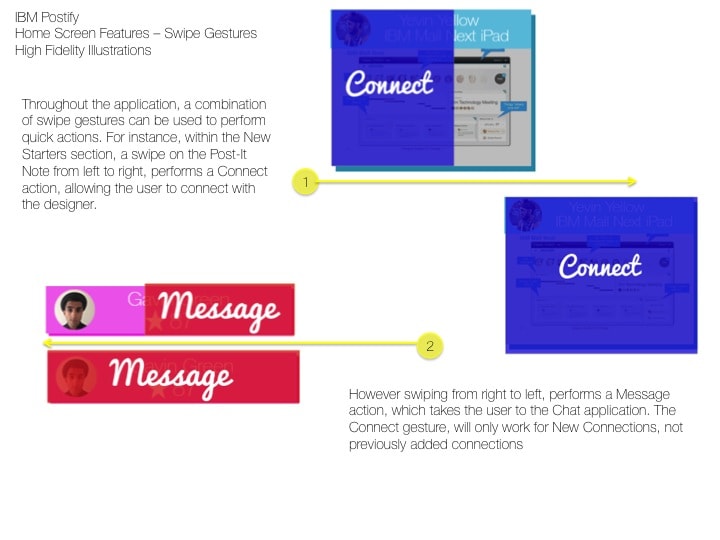 IBM Postify
Home Screen Features – Swipe Gestures
High Fidelity Illustrations
Throughout the application, a combination
of swipe gestures can be used to perform
quick actions. For instance, within the New
Starters section, a swipe on the Post-It
Note from left to right, performs a Connect
action, allowing the user to connect with
the designer.
Yevin Yellow
IBM Mail Next iPad
Connect
1
Yevin Yellow
IBM Mail Next iPad
Connect
Message
2
Message
However swiping from right to left, performs a Message
action, which takes the user to the Chat application. The
Connect gesture, will only work for New Connections, not
previously added connections